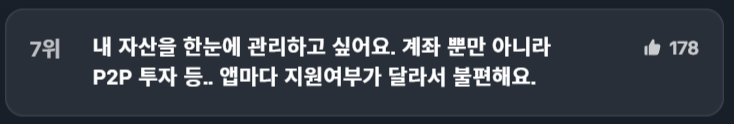 7위
내 자산을 한눈에 관리하고 싶어요. 계좌 뿐만 아니라
P2P 투자 등.. 앱마다 지원여부가 달라서 불편해요.
178